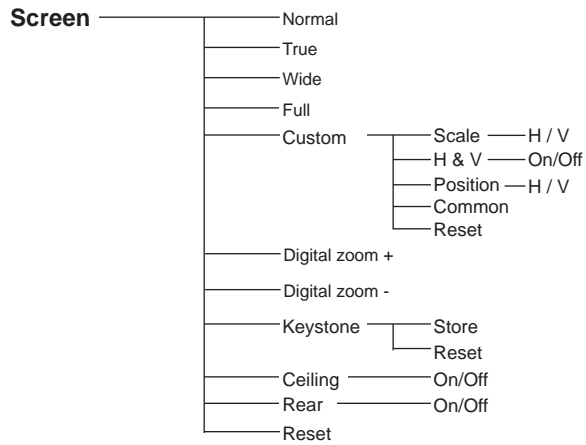 Screen Normal
True
Wide
Full
Custom Scale H / V
H & V On/Off
Position H / V
Common
Reset
Digital zoom +
Digital zoom -
Keystone Store
Reset
Ceiling On/Off
Rear On/Off
Reset